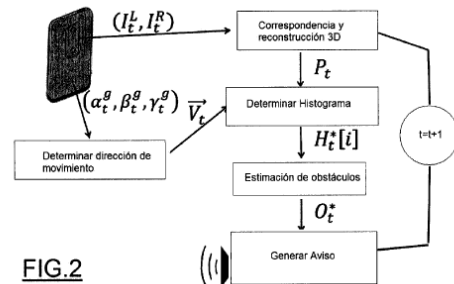 (I_t^L, I_t^R)
Correspondencia y
reconstrucción 3D
P_t
(α_t^g, β_t^g, γ_t^g)
\overrightarrow{V_t}
Determinar Histograma
Determinar dirección de
movimiento
H_t^*[i]
t=t+1
Estimación de obstáculos
O_t^*
Generar Aviso
FIG.2